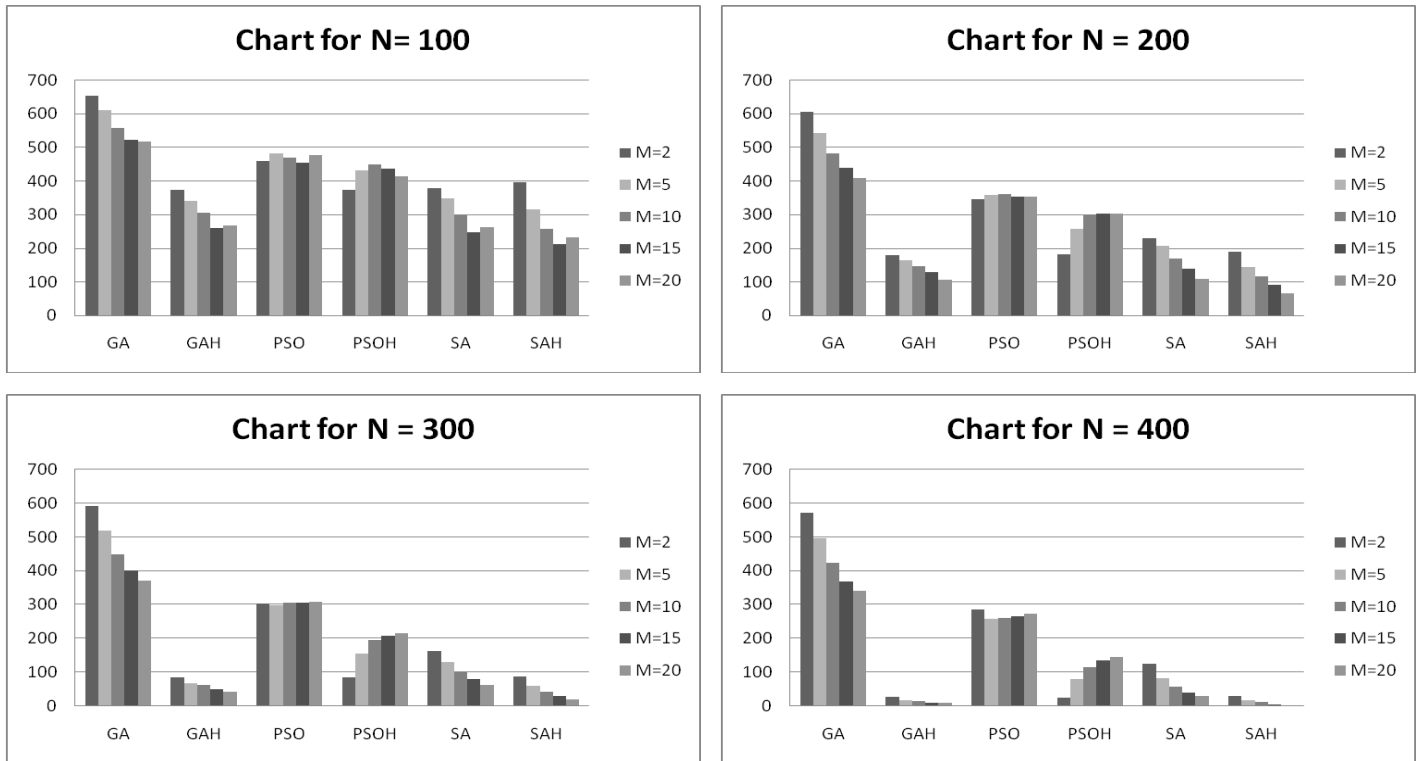 Chart for N= 100
700
600
500
400
300
200
100
0
GA GAH PSO PSOH SA SAH
M=2
M=5
M=10
M=15
M=20
Chart for N = 200
700
600
500
400
300
200
100
0
GA GAH PSO PSOH SA SAH
M=2
M=5
M=10
M=15
M=20
Chart for N = 300
700
600
500
400
300
200
100
0
GA GAH PSO PSOH SA SAH
M=2
M=5
M=10
M=15
M=20
Chart for N = 400
700
600
500
400
300
200
100
0
GA GAH PSO PSOH SA SAH
M=2
M=5
M=10
M=15
M=20